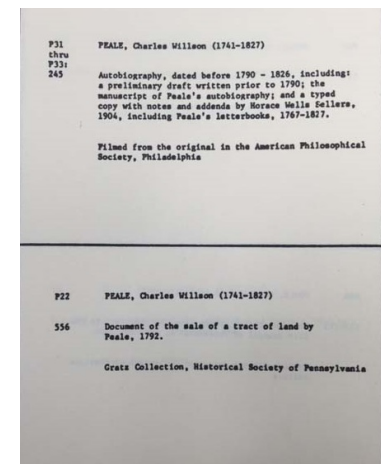 P31 PEALE, Charles Willson (1741-1827)
thru
P33:
245 Autobiography, dated before 1790 - 1826, including:
a preliminary draft written prior to 1790; the
manuscript of Peale's autobiography; and a typed
copy with notes and addenda by Horace Wells Sellers,
1904, including Peale's letterbooks, 1767-1827.
Filmed from the original in the American Philosophical
Society, Philadelphia
P22 PEALE, Charles Willson (1741-1827)
556 Document of the sale of a tract of land by
Peale, 1792.
Gratz Collection, Historical Society of Pennsylvania